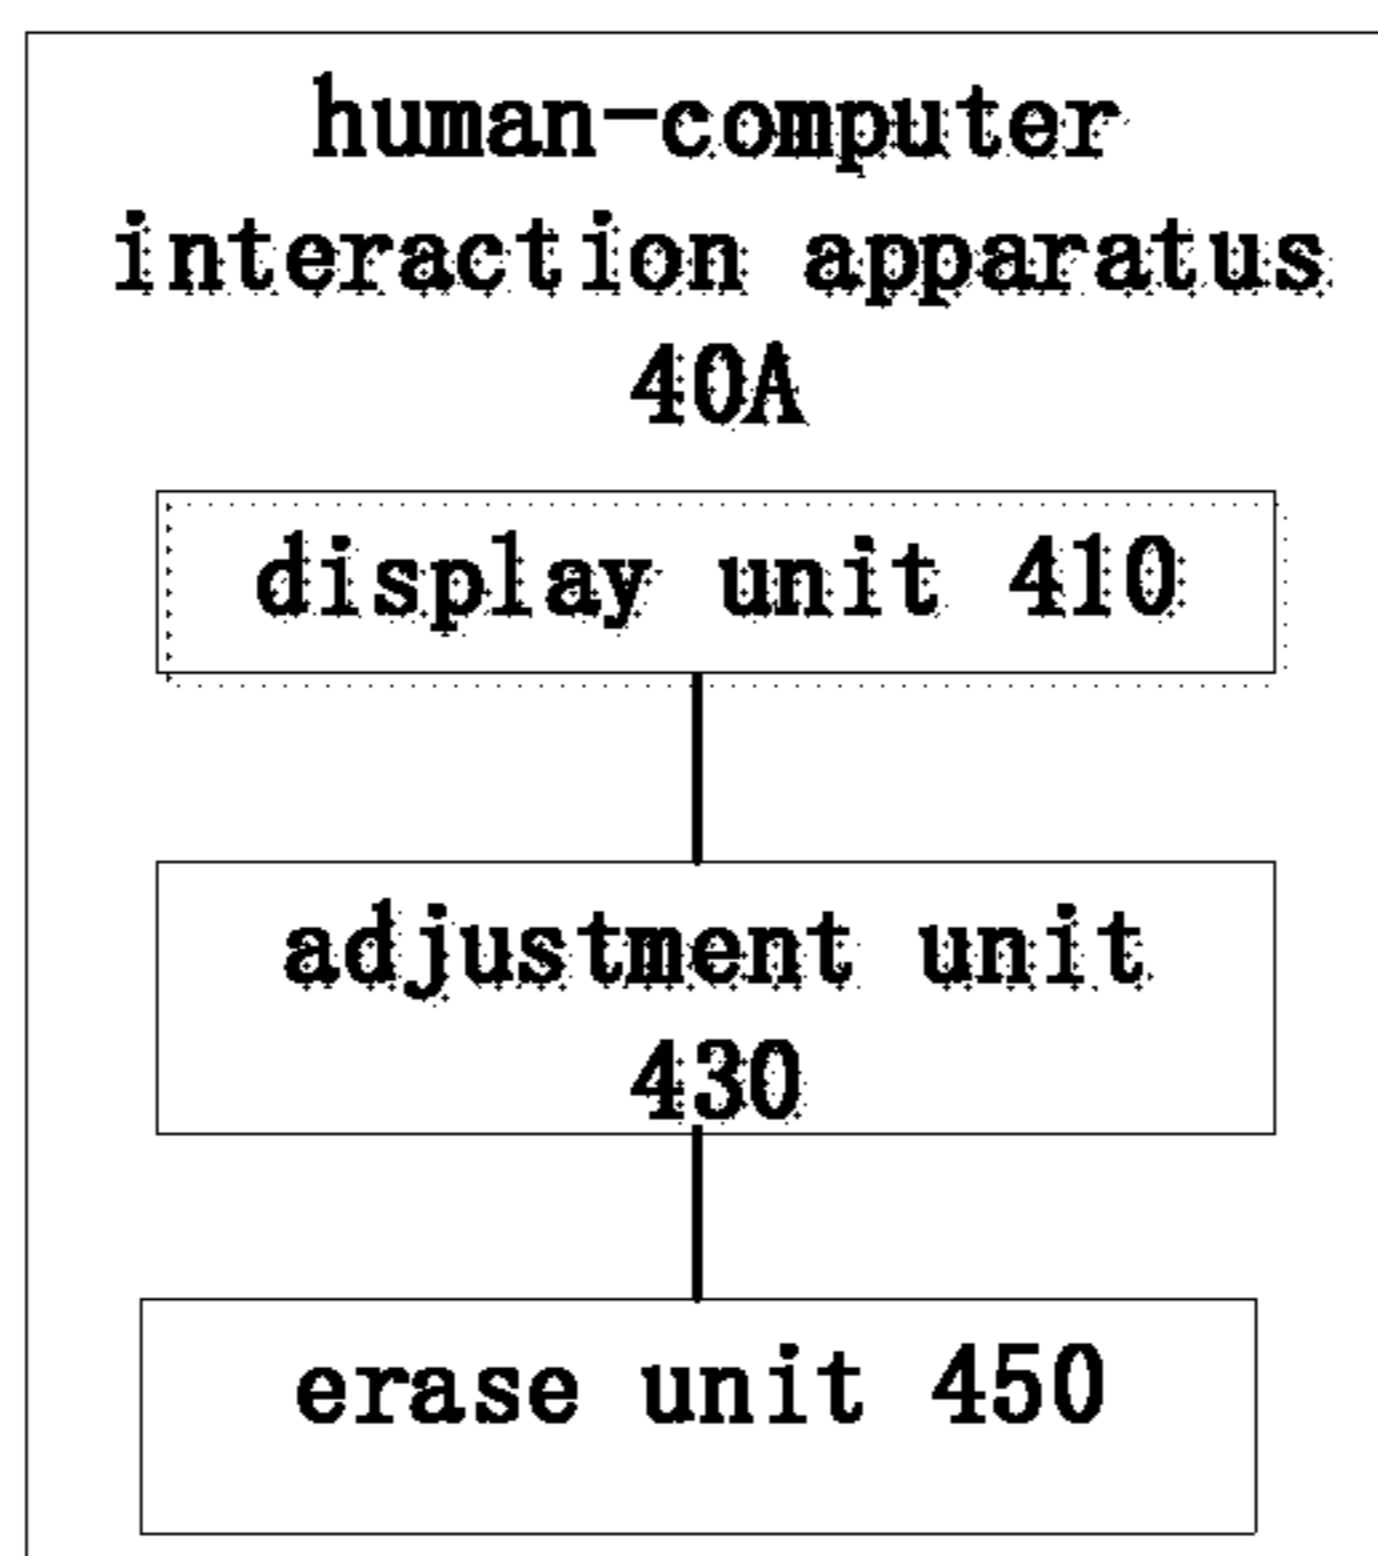 human-computer
interaction apparatus
40A
display unit 410
adjustment unit
430
erase unit 450